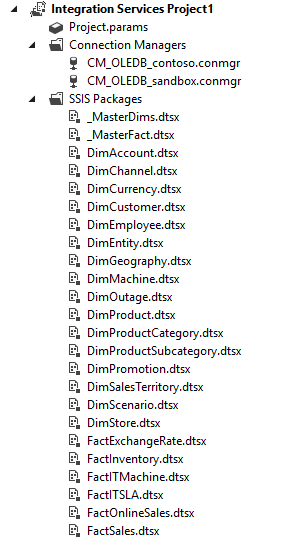 Integration Services Project1
Project.params
Connection Managers
CM_OLEDB_contoso.conmgr
CM_OLEDB_sandbox.conmgr
SSIS Packages
_MasterDims.dtsx
_MasterFact.dtsx
DimAccount.dtsx
DimChannel.dtsx
DimCurrency.dtsx
DimCustomer.dtsx
DimEmployee.dtsx
DimEntity.dtsx
DimGeography.dtsx
DimMachine.dtsx
DimOutage.dtsx
DimProduct.dtsx
DimProductCategory.dtsx
DimProductSubcategory.dtsx
DimPromotion.dtsx
DimSalesTerritory.dtsx
DimScenario.dtsx
DimStore.dtsx
FactExchangeRate.dtsx
FactInventory.dtsx
FactITMachine.dtsx
FactITSLA.dtsx
FactOnlineSales.dtsx
FactSales.dtsx